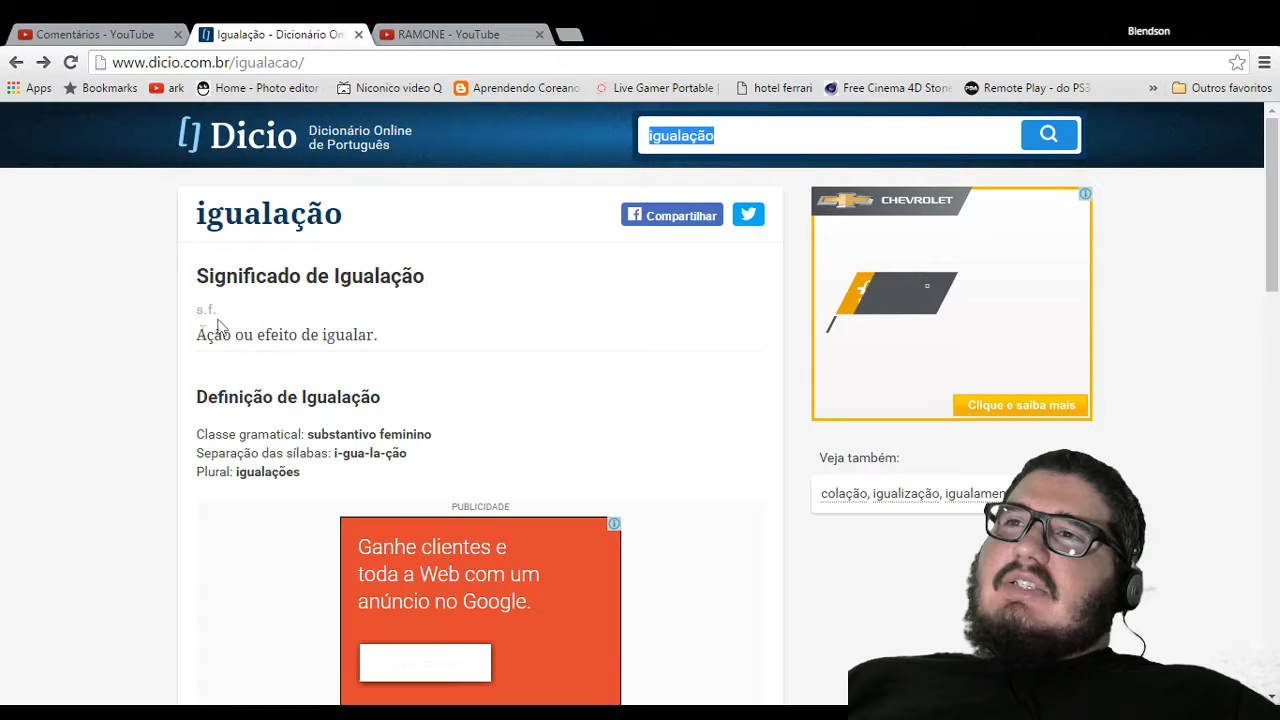 Comentários - YouTube
Igualação - Dicionário On
RAMONE - YouTube
Blendson
www.dicio.com.br/igualacao/
Apps
Bookmarks
ark
Home - Photo editor
Niconico video Q
Aprendendo Coreano
Live Gamer Portable |
hotel ferrari
Free Cinema 4D Ston
Remote Play - do PS3
»
Outros favoritos
Dicio
Dicionário Online
de Português
igualação
igualação
Compartilhar
CHEVROLET
Significado de Igualação
s.f.
Ação ou efeito de igualar.
Clique e saiba mais
Definição de Igualação
Classe gramatical: substantivo feminino
Separação das sílabas: i-gua-la-ção
Plural: igualações
Veja também:
colação, igualização, igualamen
PUBLICIDADE
Ganhe clientes e
toda a Web com um
anúncio no Google.